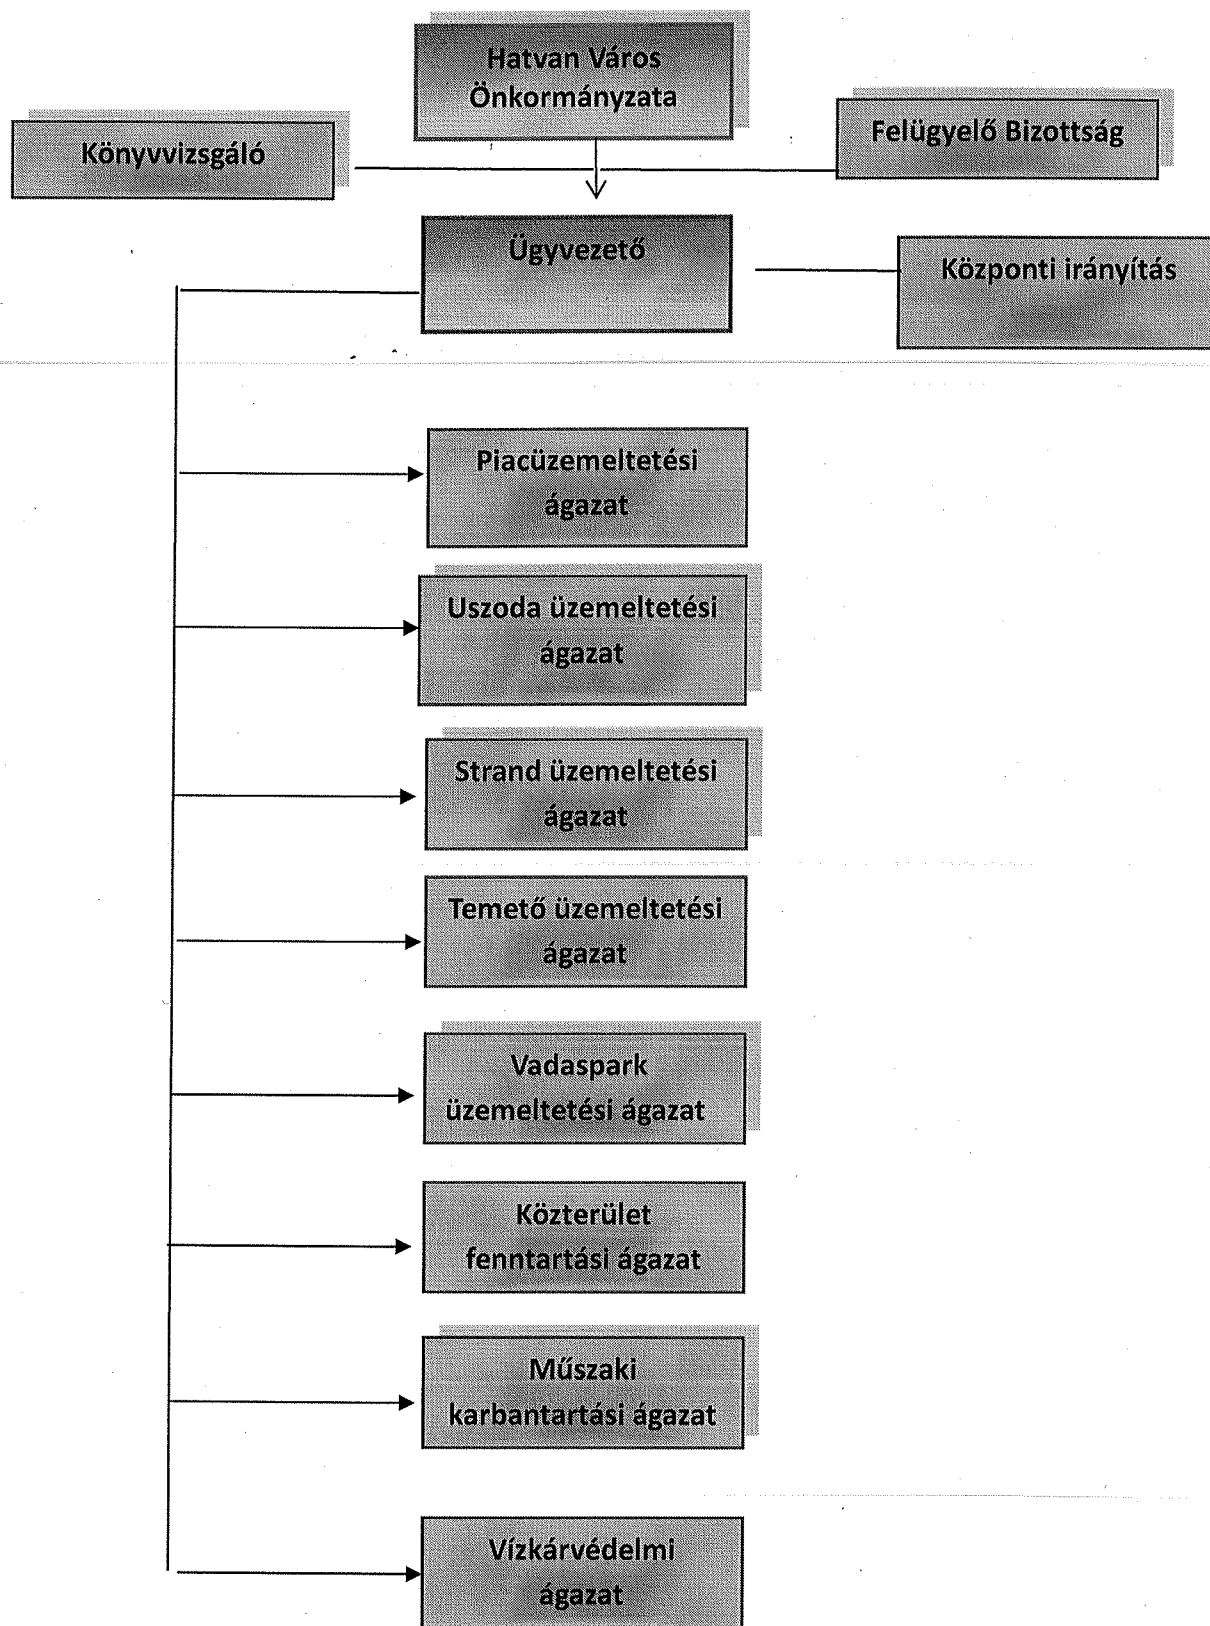 Hatvan Város
Önkormányzata
Könyvvizsgáló
Felügyelő Bizottság
Ügyvezető
Központi irányítás
Piacüzemeltetési
ágazat
Uszoda üzemeltetési
ágazat
Strand üzemeltetési
ágazat
Temető üzemeltetési
ágazat
Vadaspark
üzemeltetési ágazat
Közterület
fenntartási ágazat
Műszaki
karbantartási ágazat
Vízkárvédelmi
ágazat